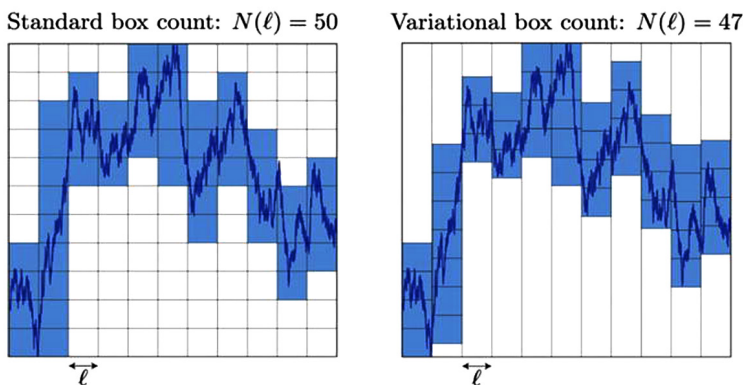 Standard box count: N(ℓ) = 50
Variational box count: N(ℓ) = 47
ℓ
ℓ